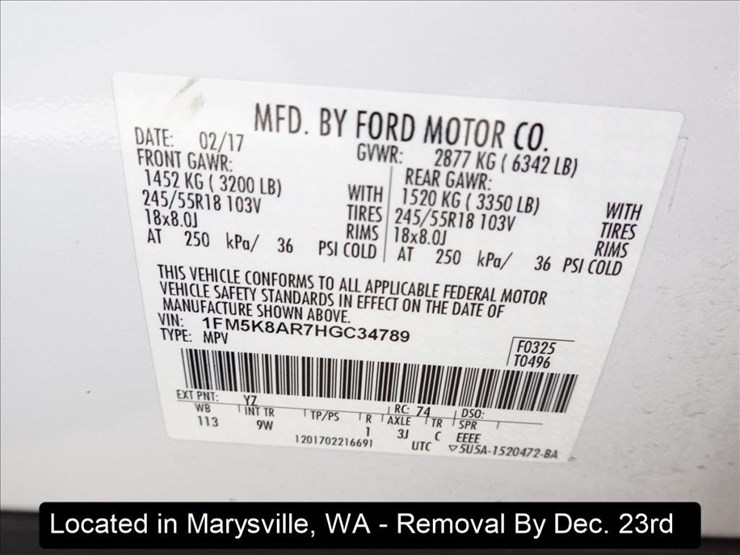 MFD. BY FORD MOTOR CO.
DATE: 02/17 GVWR: 2877 KG ( 6342 LB)
FRONT GAWR: REAR GAWR:
1452 KG ( 3200 LB) WITH 1520 KG ( 3350 LB) WITH
245/55R18 103V TIRES 245/55R18 103V TIRES
18x8.0J RIMS 18x8.0J RIMS
AT 250 kPa/ 36 PSI COLD AT 250 kPa/ 36 PSI COLD
THIS VEHICLE CONFORMS TO ALL APPLICABLE FEDERAL MOTOR
VEHICLE SAFETY STANDARDS IN EFFECT ON THE DATE OF
MANUFACTURE SHOWN ABOVE.
VIN: 1FM5K8AR7HGC34789 F0325
TYPE: MPV T0496
EXT PNT: YZ RC: 74 DSO:
WB INT TR TP/PS R AXLE TR SPR
113 9W 1 3J C EEEE
1201702216691 UTC ▽5U5A-1520472-BA
Located in Marysville, WA - Removal By Dec. 23rd